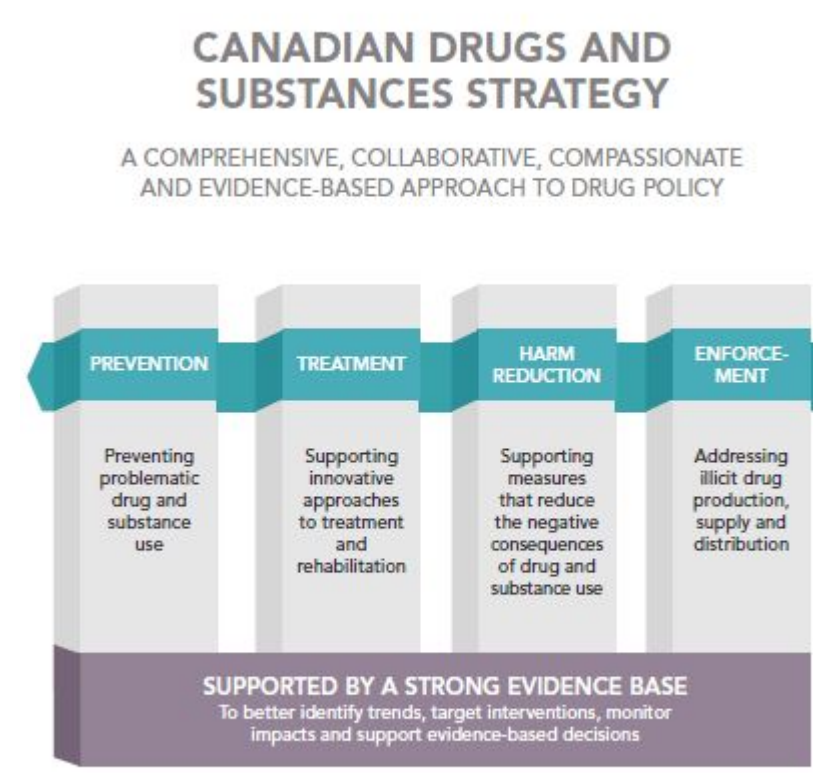 CANADIAN DRUGS AND
SUBSTANCES STRATEGY
A COMPREHENSIVE, COLLABORATIVE, COMPASSIONATE
AND EVIDENCE-BASED APPROACH TO DRUG POLICY
PREVENTION
Preventing
problematic
drug and
substance
use
TREATMENT
Supporting
innovative
approaches
to treatment
and
rehabilitation
HARM
REDUCTION
Supporting
measures
that reduce
the negative
consequences
of drug and
substance use
ENFORCE-
MENT
Addressing
illicit drug
production,
supply and
distribution
SUPPORTED BY A STRONG EVIDENCE BASE
To better identify trends, target interventions, monitor
impacts and support evidence-based decisions